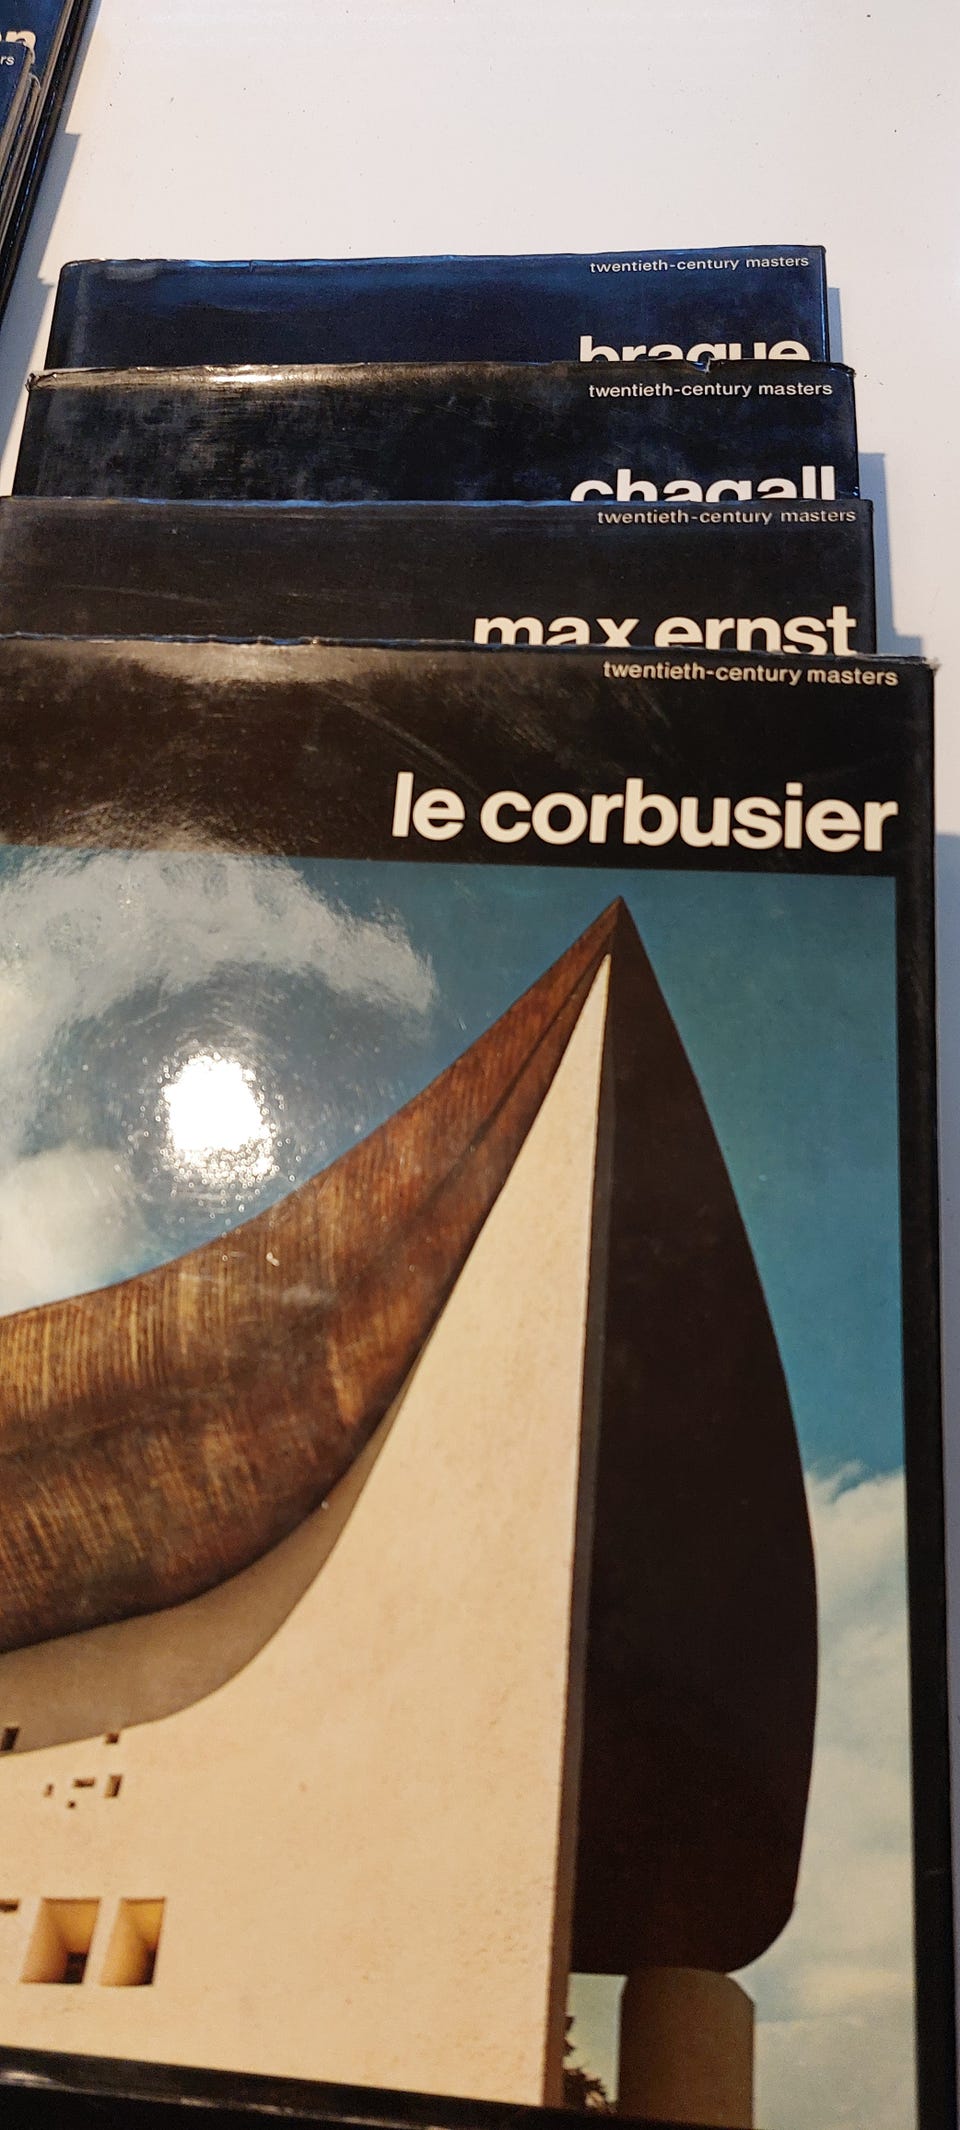 twentieth-century masters
braque
twentieth-century masters
chagall
twentieth-century masters
max ernst
twentieth-century masters
le corbusier